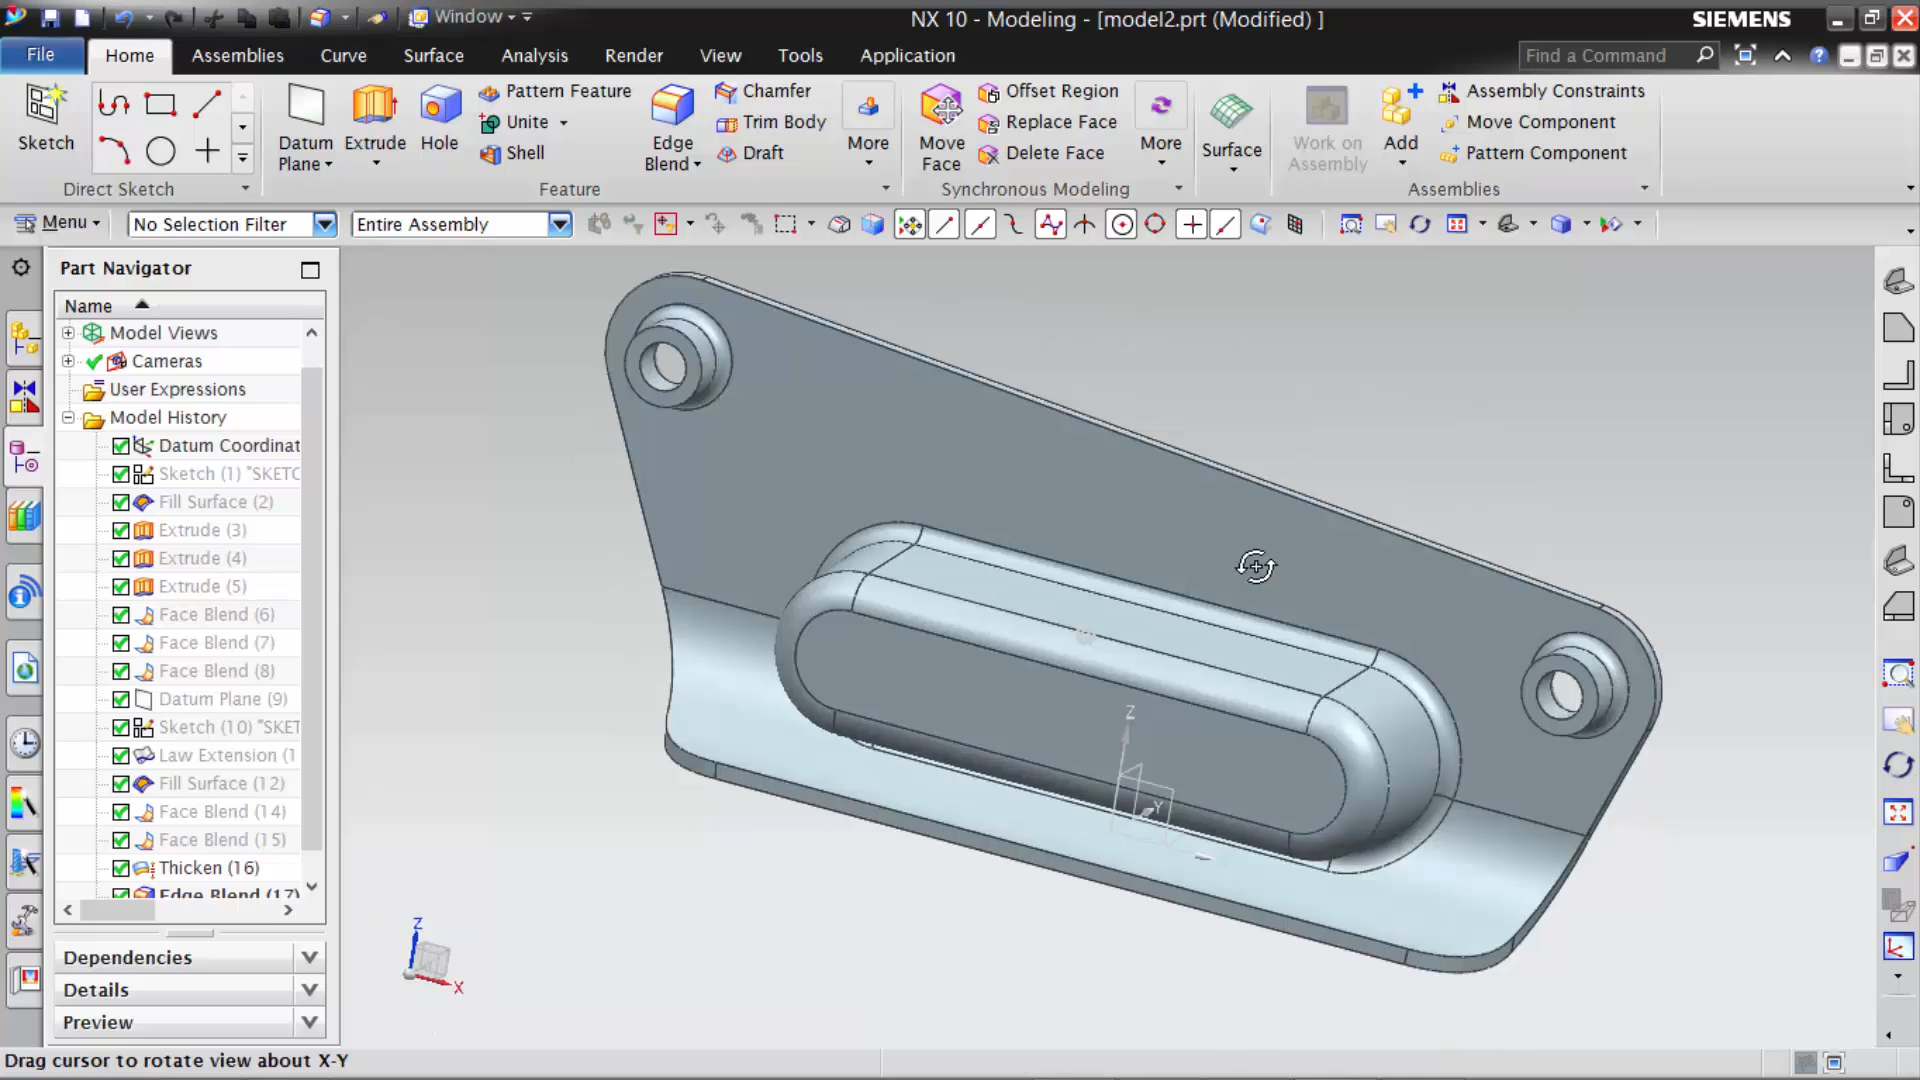 Window
NX 10 - Modeling - [model2.prt (Modified) ]
SIEMENS
File
Home
Assemblies
Curve
Surface
Analysis
Render
View
Tools
Application
Find a Command
Sketch
Direct Sketch
Datum
Plane
Extrude
Hole
Pattern Feature
Unite
Shell
Edge
Blend
Chamfer
Trim Body
Draft
More
Feature
Move
Face
Offset Region
Replace Face
Delete Face
More
Synchronous Modeling
Surface
Work on
Assembly
Add
Assembly Constraints
Move Component
Pattern Component
Assemblies
Menu
No Selection Filter
Entire Assembly
Part Navigator
Name
Model Views
Cameras
User Expressions
Model History
Datum Coordinat
Sketch (1) "SKETC
Fill Surface (2)
Extrude (3)
Extrude (4)
Extrude (5)
Face Blend (6)
Face Blend (7)
Face Blend (8)
Datum Plane (9)
Sketch (10) "SKET
Law Extension (1
Fill Surface (12)
Face Blend (14)
Face Blend (15)
Thicken (16)
Edge Blend (17)
Dependencies
Details
Preview
Z
Y
Z
X
Drag cursor to rotate view about X-Y